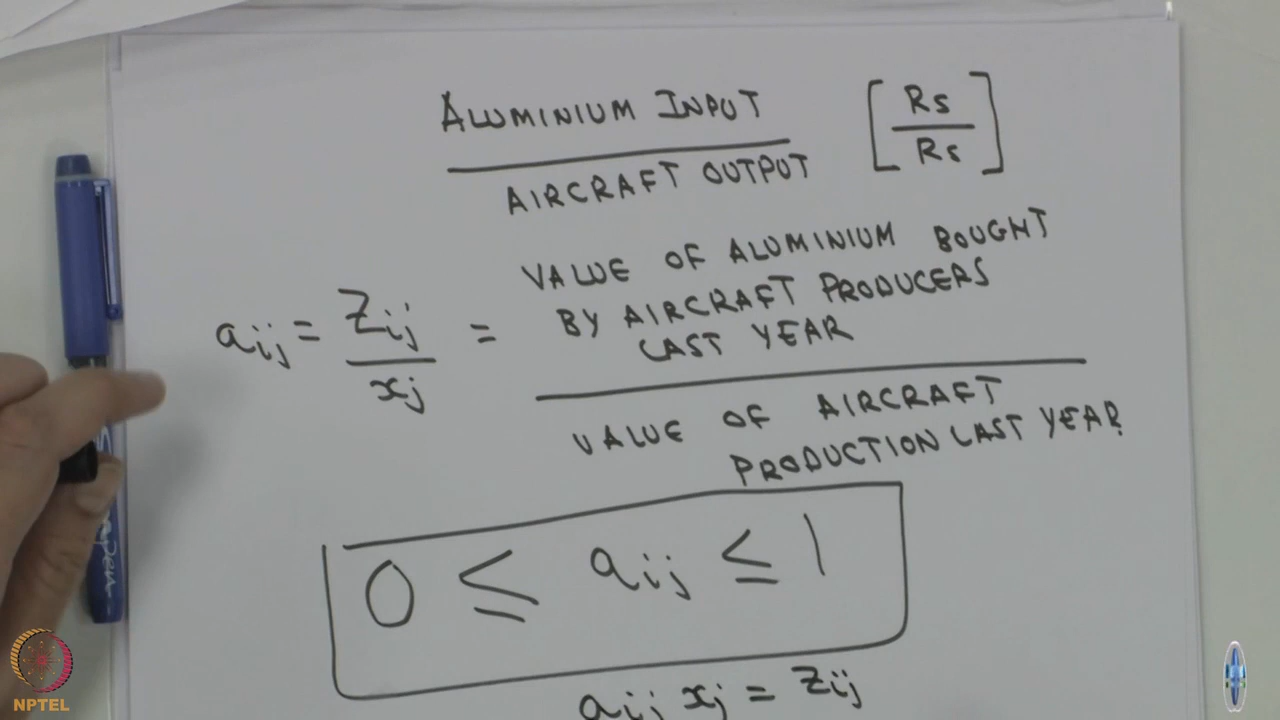 ALUMINIUM INPUT
AIRCRAFT OUTPUT
[Rs / Rs]
aij = Zij / xj =
VALUE OF ALUMINIUM BOUGHT
BY AIRCRAFT PRODUCERS
LAST YEAR
VALUE OF AIRCRAFT
PRODUCTION LAST YEAR.
0 ≤ aij ≤ 1
aij xj = Zij
NPTEL